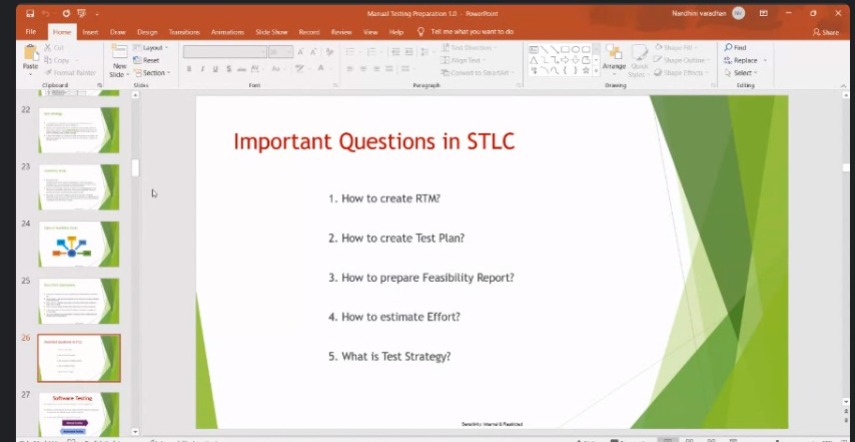 Manual Testing Preparation 1.0 - PowerPoint
Nandhini varadhan
File Home Insert Draw Design Transitions Animations Slide Show Record Review View Help Tell me what you want to do
Share
Paste
Cut
Copy
Format Painter
Clipboard
New Slide
Layout
Reset
Section
Slides
Font
Text Direction
Align Text
Convert to SmartArt
Paragraph
Arrange
Quick Styles
Shape Fill
Shape Outline
Shape Effects
Drawing
Find
Replace
Select
Editing
22
23
24
25
26
27
Software Testing
Important Questions in STLC
1. How to create RTM?
2. How to create Test Plan?
3. How to prepare Feasibility Report?
4. How to estimate Effort?
5. What is Test Strategy?
Sensitivity: Internal & Restricted